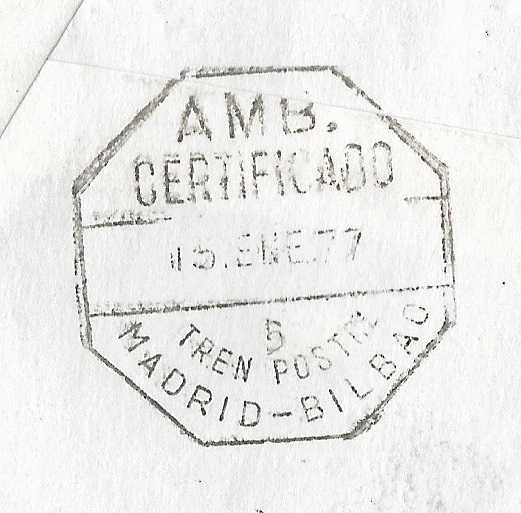 AMB.
CERTIFICADO
15.ENE.77
5
TREN POSTAL
MADRID-BILBAO